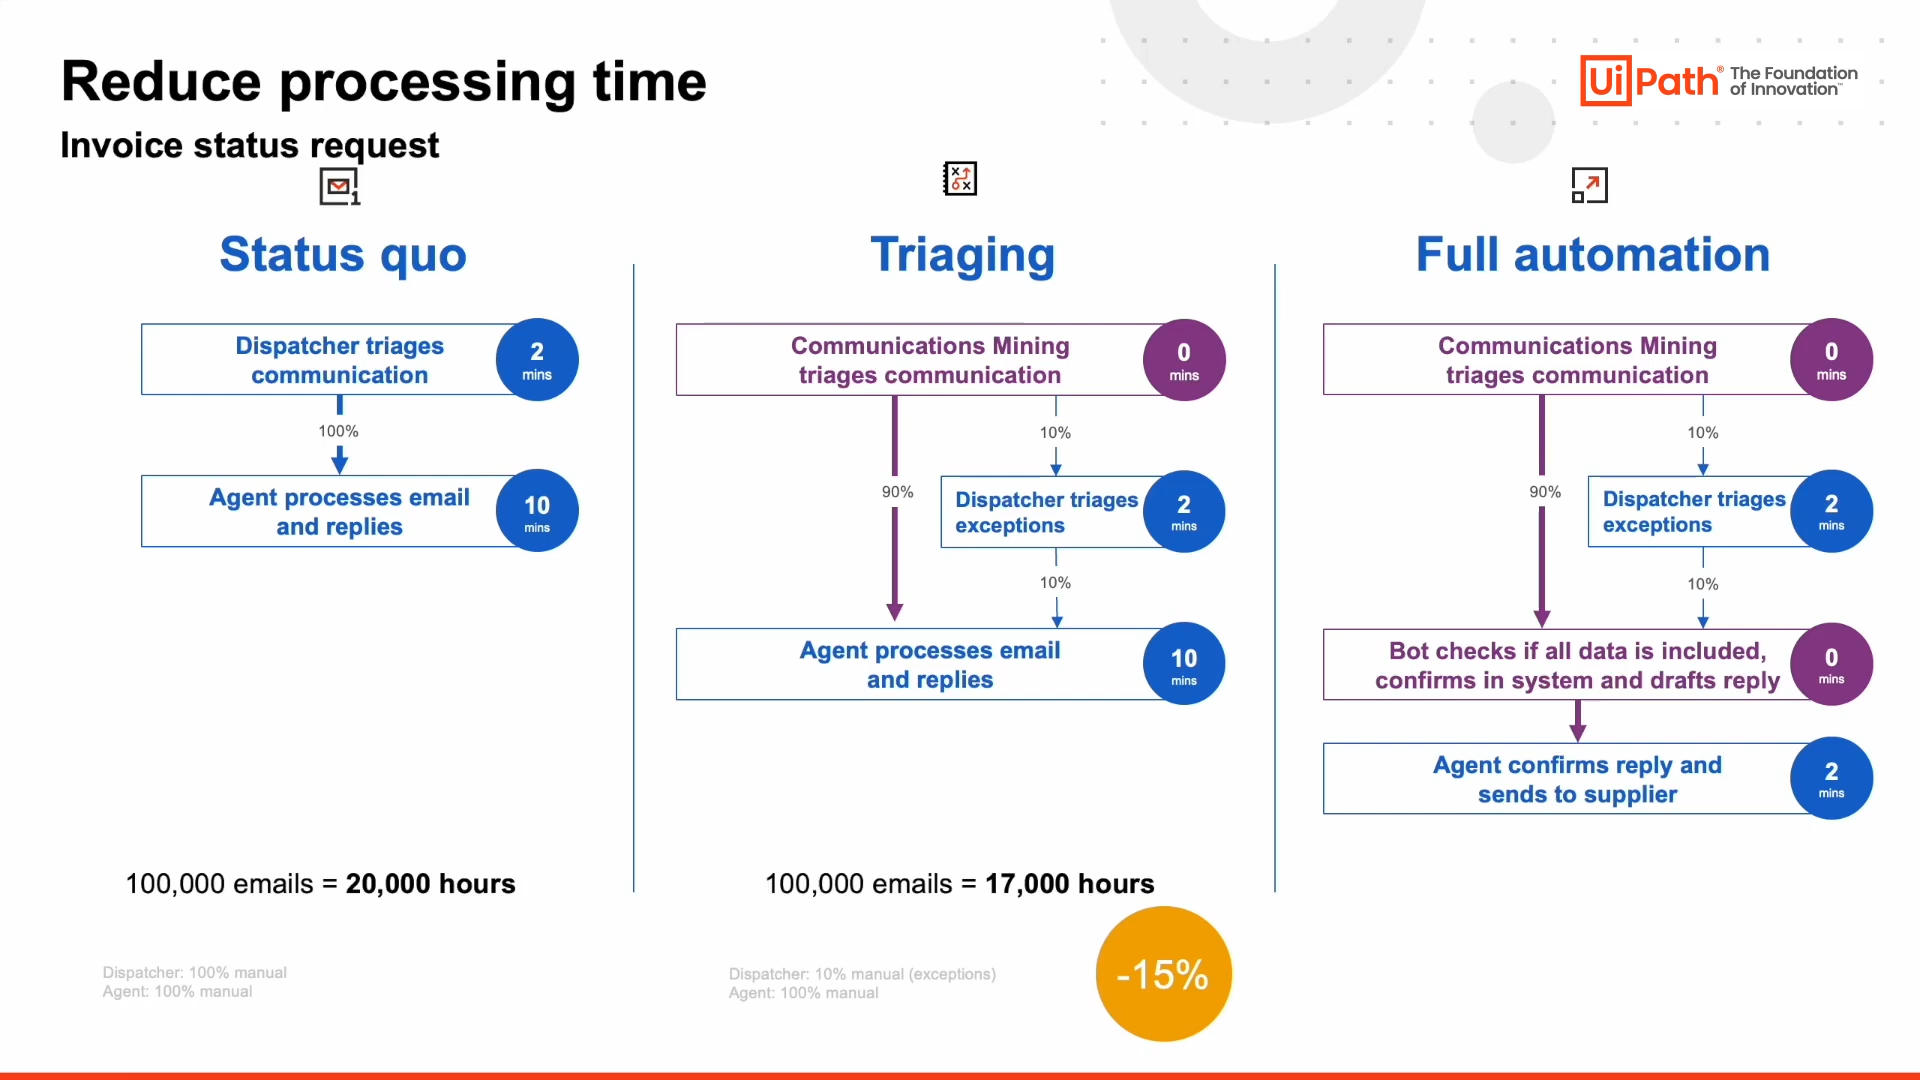 Reduce processing time
Invoice status request
UiPath® The Foundation
of Innovation™
Status quo
Dispatcher triages
communication
2
mins
100%
Agent processes email
and replies
10
mins
100,000 emails = 20,000 hours
Dispatcher: 100% manual
Agent: 100% manual
Triaging
Communications Mining
triages communication
0
mins
10%
90%
Dispatcher triages
exceptions
2
mins
10%
Agent processes email
and replies
10
mins
100,000 emails = 17,000 hours
Dispatcher: 10% manual (exceptions)
Agent: 100% manual
-15%
Full automation
Communications Mining
triages communication
0
mins
10%
90%
Dispatcher triages
exceptions
2
mins
10%
Bot checks if all data is included,
confirms in system and drafts reply
0
mins
Agent confirms reply and
sends to supplier
2
mins